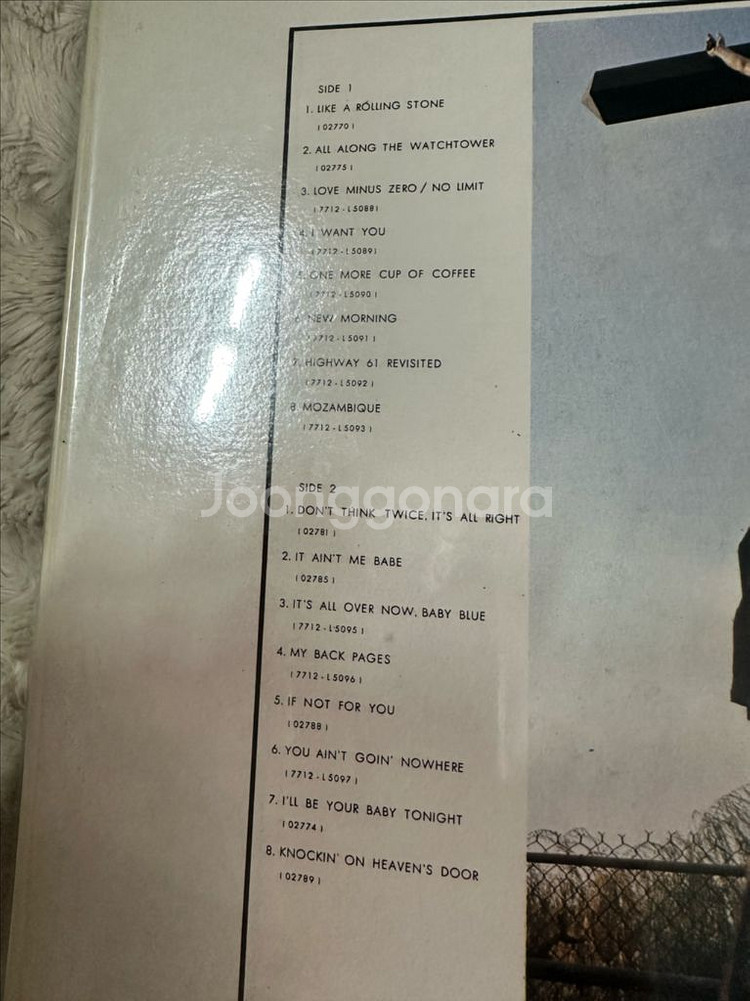 SIDE 1
1. LIKE A ROLLING STONE
( 02770 )
2. ALL ALONG THE WATCHTOWER
( 02775 )
3. LOVE MINUS ZERO / NO LIMIT
( 7712 - L5088)
4. I WANT YOU
( 7712 - L5089)
5. ONE MORE CUP OF COFFEE
( 7712 - L5090 )
6. NEW MORNING
( 7712 - L5091 )
7. HIGHWAY 61 REVISITED
( 7712 - L5092 )
8 MOZAMBIQUE
( 7712 - L5093 )
SIDE 2
Joonggonara
1. DON'T THINK TWICE, IT'S ALL RIGHT
( 02781 )
2. IT AIN'T ME BABE
( 02785 )
3. IT'S ALL OVER NOW, BABY BLUE
( 7712 - L5095 )
4. MY BACK PAGES
( 7712 - L5096 )
5. IF NOT FOR YOU
( 02788 )
6. YOU AIN'T GOIN' NOWHERE
( 7712 - L5097 )
7. I'LL BE YOUR BABY TONIGHT
( 02774 )
8. KNOCKIN' ON HEAVEN'S DOOR
( 02789 )